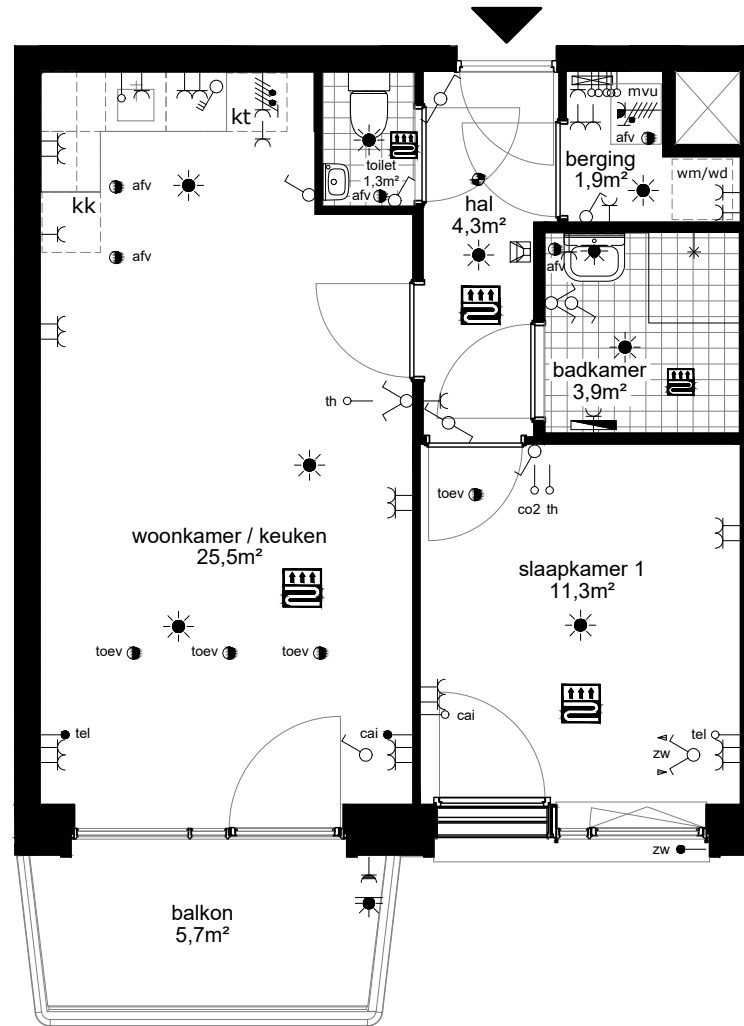 mvu
kt
afv
berging
1,9m²
wm/wd
toilet
1,3m²
afv
kk
afv
hal
4,3m²
afv
afv
badkamer
3,9m²
th
toev
co2 th
woonkamer / keuken
25,5m²
slaapkamer 1
11,3m²
toev
toev
toev
tel
cai
cai
tel
zw
zw
balkon
5,7m²